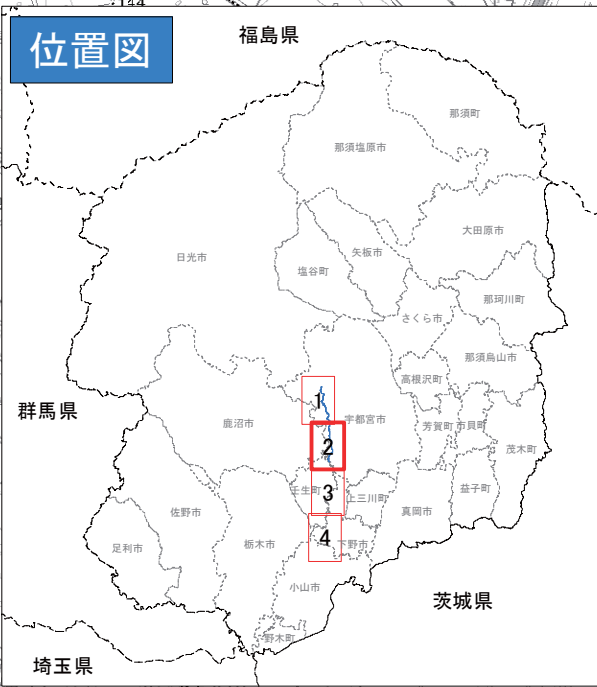 144
位置図
福島県
那須町
那須塩原市
大田原市
矢板市
日光市
塩谷町
那珂川町
さくら市
那須烏山市
高根沢町
1
群馬県
鹿沼市
宇都宮市
芳賀町
市貝町
茂木町
2
壬生町
3
上三川町
益子町
真岡市
佐野市
足利市
栃木市
4
下野市
小山市
茨城県
野木町
埼玉県